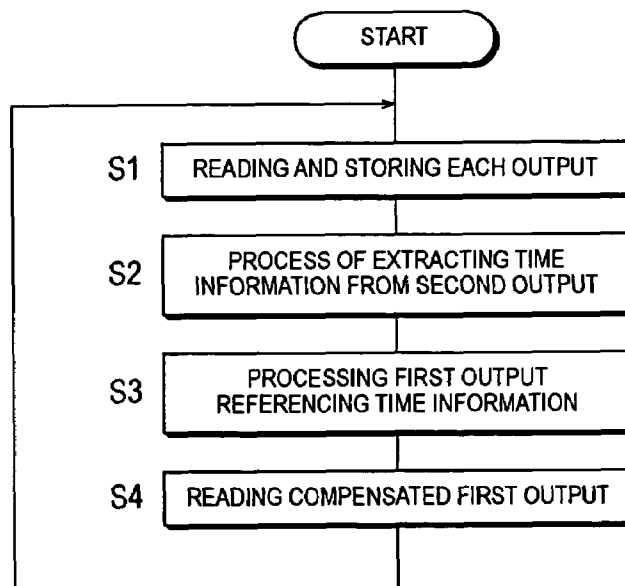 START
S1 READING AND STORING EACH OUTPUT
S2 PROCESS OF EXTRACTING TIME
INFORMATION FROM SECOND OUTPUT
S3 PROCESSING FIRST OUTPUT
REFERENCING TIME INFORMATION
S4 READING COMPENSATED FIRST OUTPUT